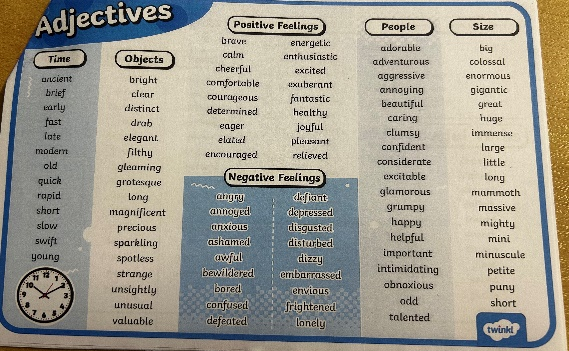 Adjectives
Time
ancient
brief
early
fast
late
modern
old
quick
rapid
short
slow
swift
young
Objects
bright
clear
distinct
drab
elegant
filthy
gleaming
grotesque
long
magnificent
precious
sparkling
spotless
strange
unsightly
unusual
valuable
Positive Feelings
brave energetic
calm enthusiastic
cheerful excited
comfortable exuberant
courageous fantastic
determined healthy
eager joyful
elated pleasant
encouraged relieved
Negative Feelings
angry defiant
annoyed depressed
anxious disgusted
ashamed disturbed
awful dizzy
bewildered embarrassed
bored envious
confused frightened
defeated lonely
People
adorable
adventurous
aggressive
annoying
beautiful
caring
clumsy
confident
considerate
excitable
glamorous
grumpy
happy
helpful
important
intimidating
obnoxious
odd
talented
Size
big
colossal
enormous
gigantic
great
huge
immense
large
little
long
mammoth
massive
mighty
mini
minuscule
petite
puny
short
twinkl